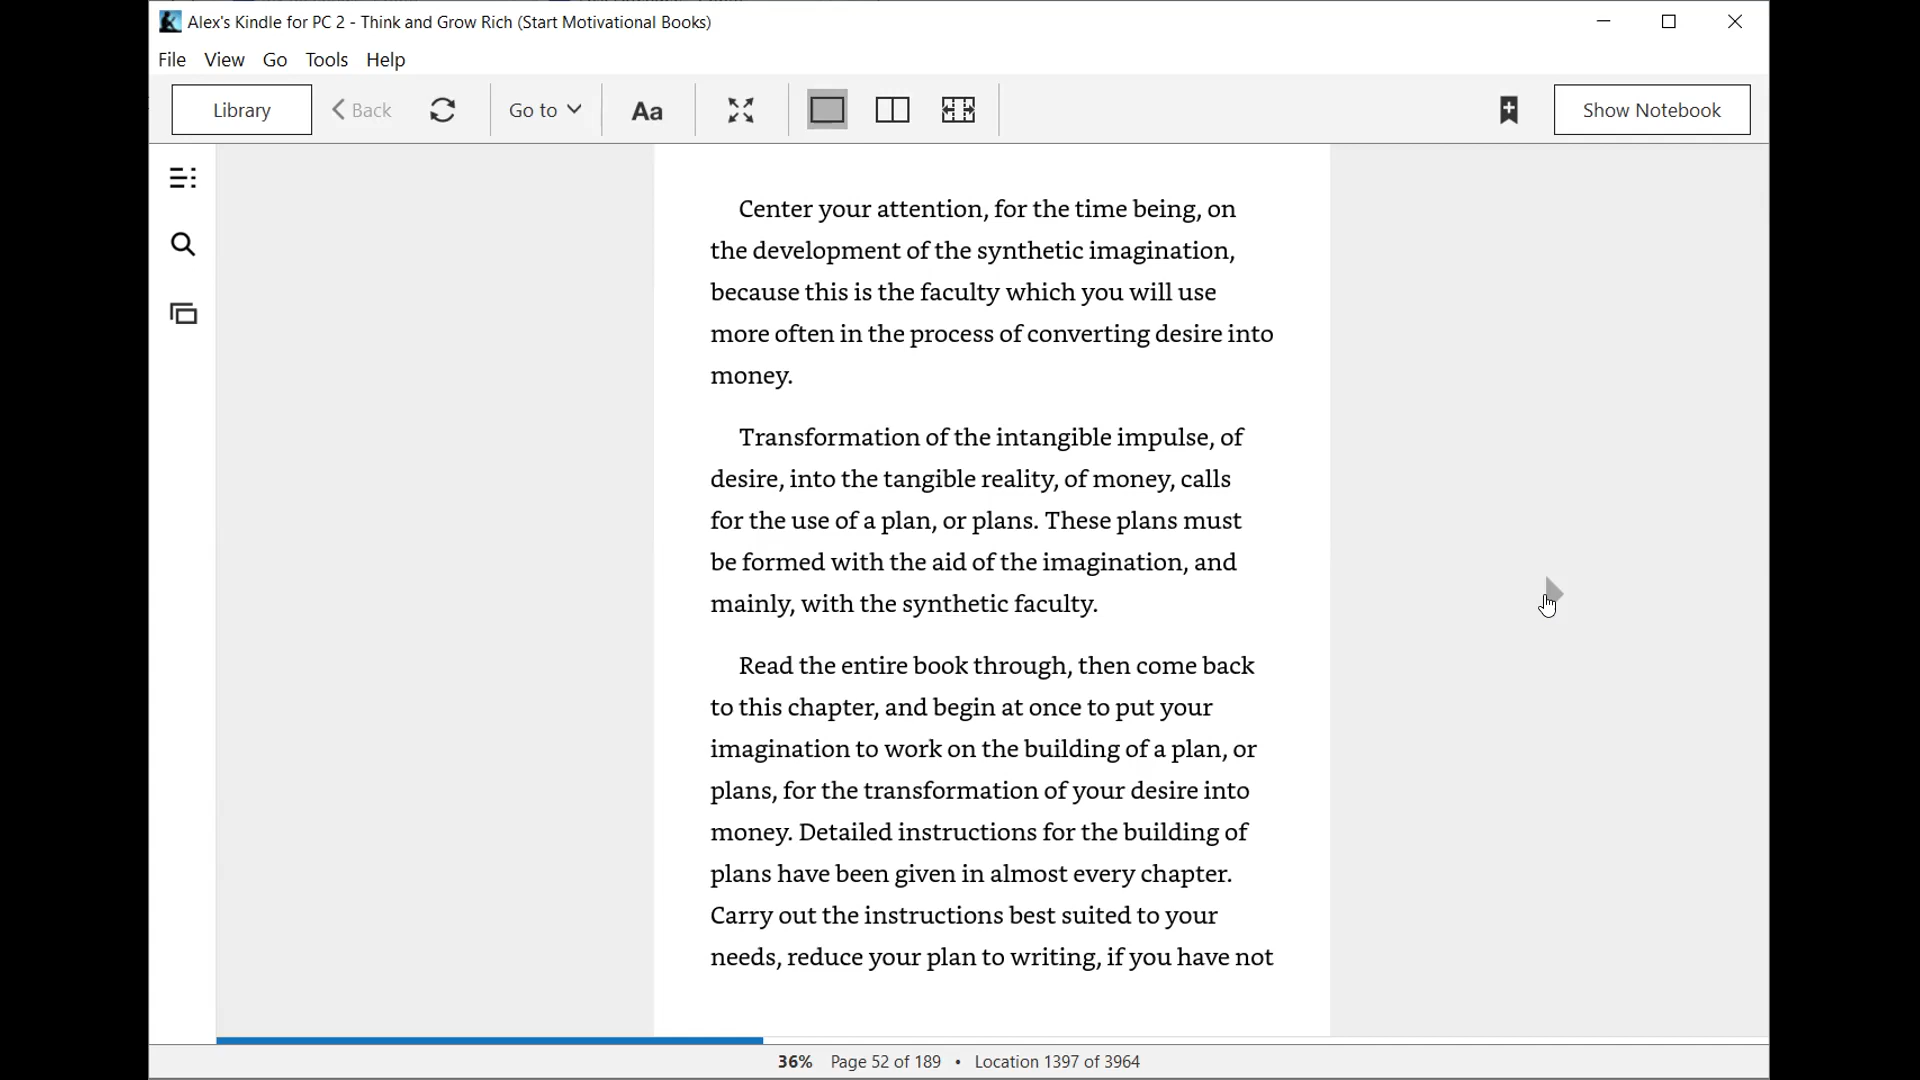 Alex's Kindle for PC 2 - Think and Grow Rich (Start Motivational Books)
File View Go Tools Help
Library Back Go to Aa Show Notebook
Center your attention, for the time being, on
the development of the synthetic imagination,
because this is the faculty which you will use
more often in the process of converting desire into
money.
Transformation of the intangible impulse, of
desire, into the tangible reality, of money, calls
for the use of a plan, or plans. These plans must
be formed with the aid of the imagination, and
mainly, with the synthetic faculty.
Read the entire book through, then come back
to this chapter, and begin at once to put your
imagination to work on the building of a plan, or
plans, for the transformation of your desire into
money. Detailed instructions for the building of
plans have been given in almost every chapter.
Carry out the instructions best suited to your
needs, reduce your plan to writing, if you have not
36% Page 52 of 189 • Location 1397 of 3964